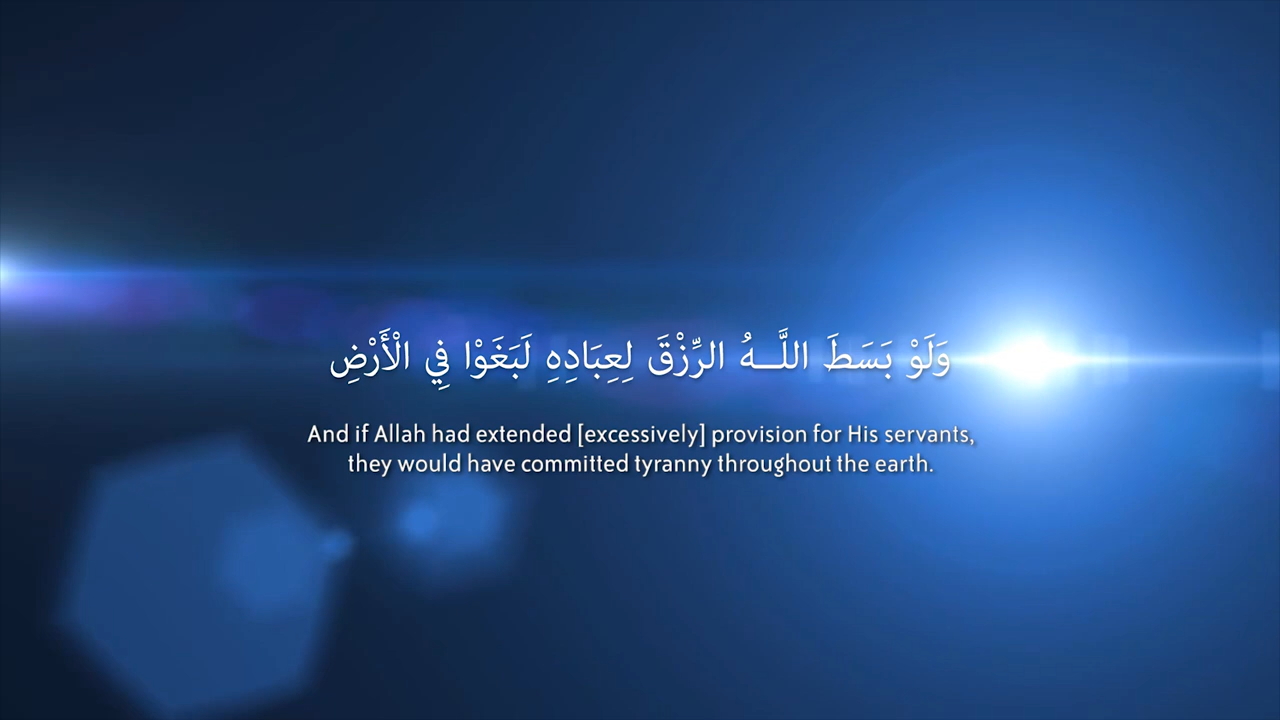 وَلَوْ بَسَطَ اللَّـهُ الرِّزْقَ لِعِبَادِهِ لَبَغَوْا فِي الْأَرْضِ
And if Allah had extended [excessively] provision for His servants,
they would have committed tyranny throughout the earth.